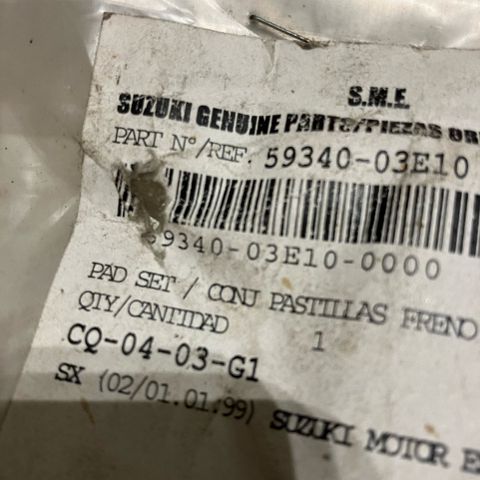 S.M.E.
SUZUKI GENUINE PARTS/PIEZAS
PART Nº/REF. 59340-03E10
59340-03E10-0000
PAD SET / CONJ PASTILLAS FRENO
QTY/CANTIDAD 1
CQ-04-03-G1
SX (02/01.01.99) SUZUKI MOTOR